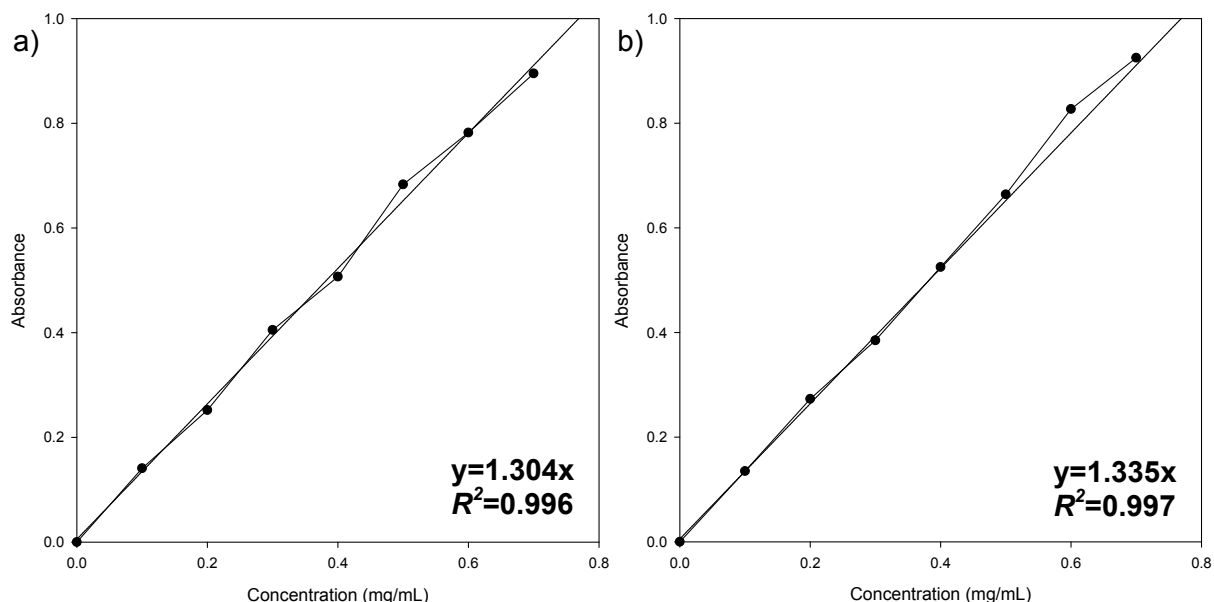 a)
1.0
0.8
0.6
0.4
0.2
0.0
Absorbance
0.0 0.2 0.4 0.6 0.8
Concentration (mg/mL)
y=1.304x
R²=0.996
b)
1.0
0.8
0.6
0.4
0.2
0.0
Absorbance
0.0 0.2 0.4 0.6 0.8
Concentration (mg/mL)
y=1.335x
R²=0.997